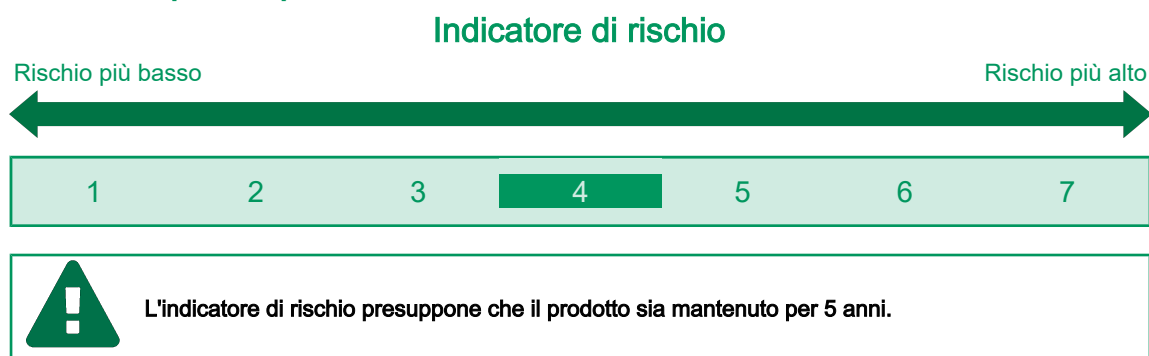 Indicatore di rischio
Rischio più basso Rischio più alto
1 2 3 4 5 6 7
L'indicatore di rischio presuppone che il prodotto sia mantenuto per 5 anni.